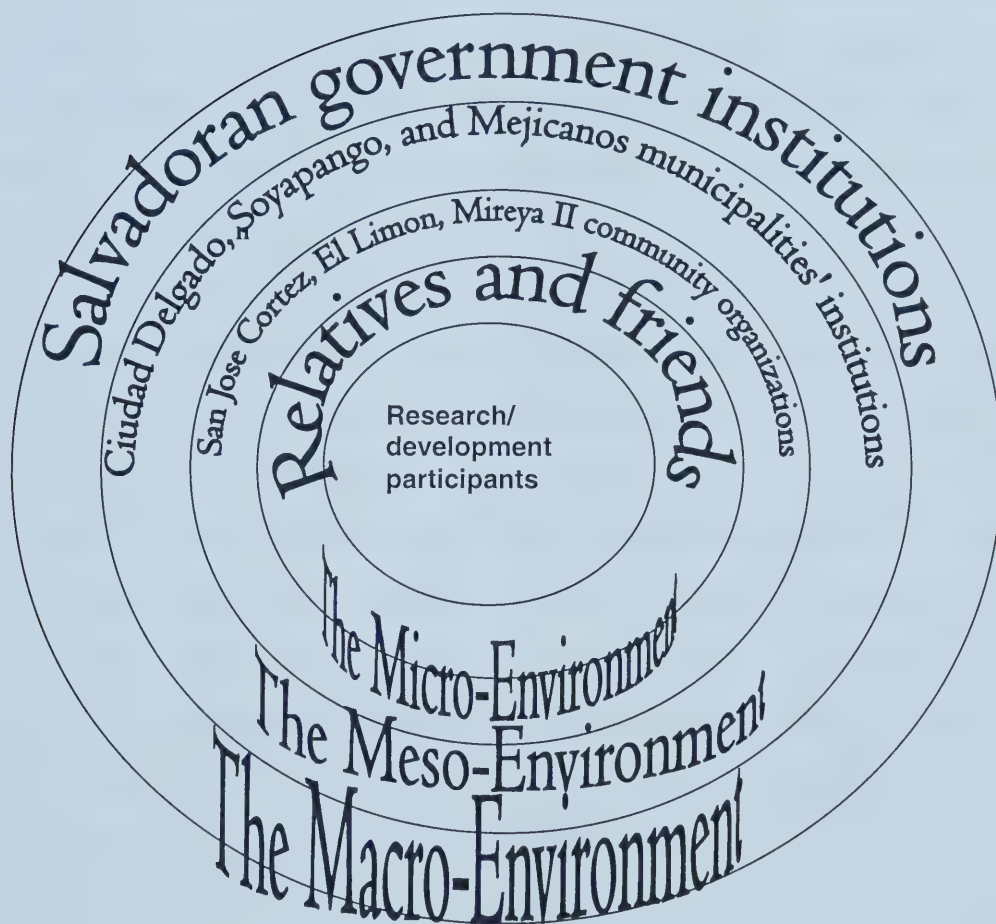 Salvadoran government institutions
Ciudad Delgado, Soyapango, and Mejicanos municipalities' institutions
San Jose Cortez, El Limon, Mireya II community organizations
Relatives and friends
Research/
development
participants
The Micro-Environment
The Meso-Environment
The Macro-Environment